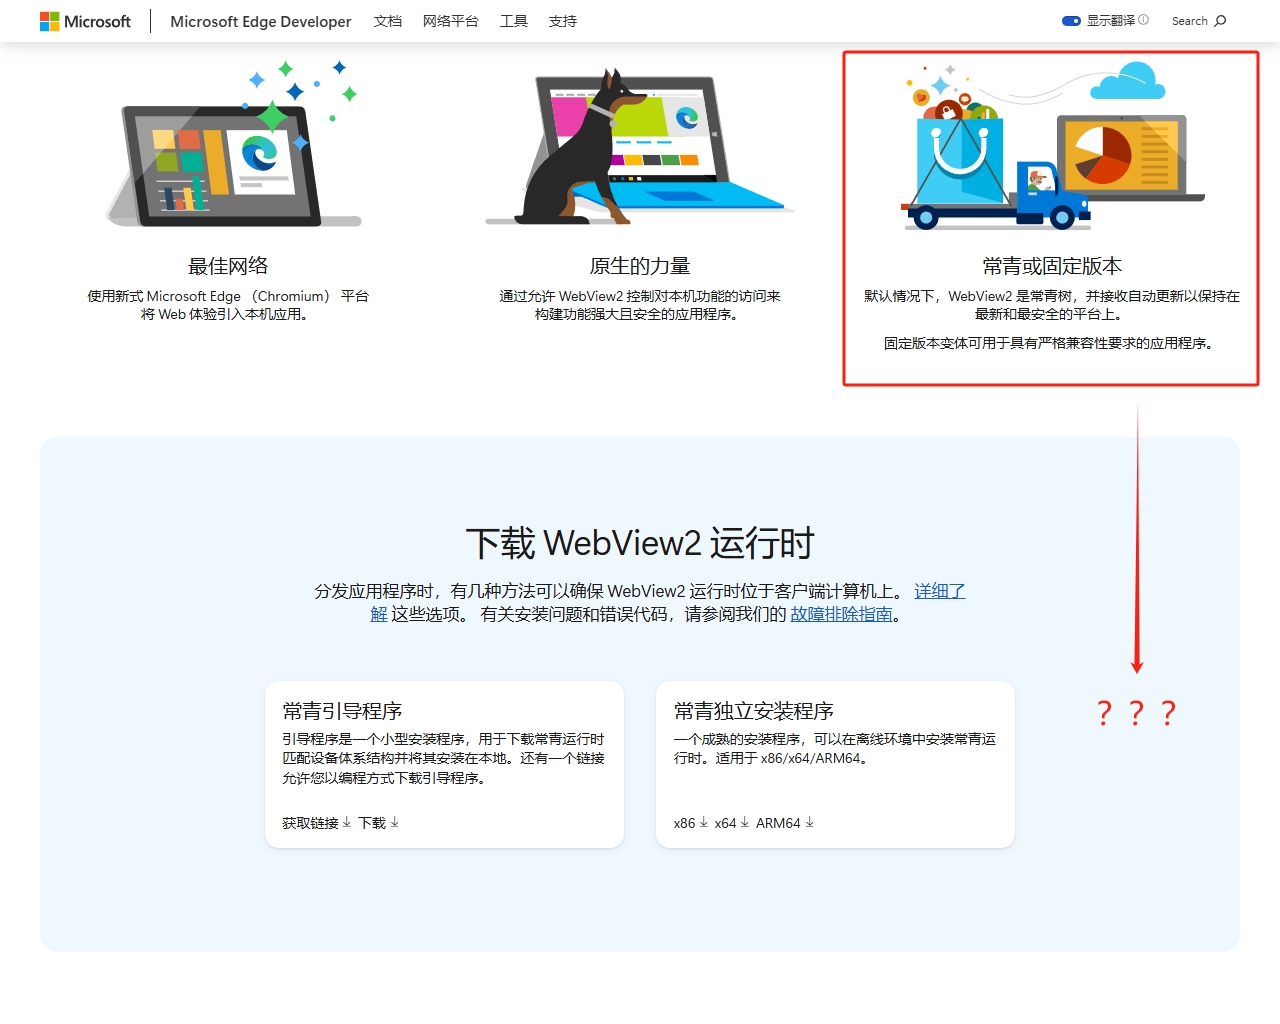 Microsoft
Microsoft Edge Developer
文档
网络平台
工具
支持
显示翻译
Search
最佳网络
使用新式 Microsoft Edge （Chromium） 平台
将 Web 体验引入本机应用。
原生的力量
通过允许 WebView2 控制对本机功能的访问来
构建功能强大且安全的应用程序。
常青或固定版本
默认情况下，WebView2 是常青树，并接收自动更新以保持在
最新和最安全的平台上。
固定版本变体可用于具有严格兼容性要求的应用程序。
下载 WebView2 运行时
分发应用程序时，有几种方法可以确保 WebView2 运行时位于客户端计算机上。 详细了
解 这些选项。 有关安装问题和错误代码，请参阅我们的 故障排除指南。
常青引导程序
引导程序是一个小型安装程序，用于下载常青运行时
匹配设备体系结构并将其安装在本地。还有一个链接
允许您以编程方式下载引导程序。
获取链接 下载
常青独立安装程序
一个成熟的安装程序，可以在离线环境中安装常青运
行时。适用于 x86/x64/ARM64。
x86 x64 ARM64
？？？